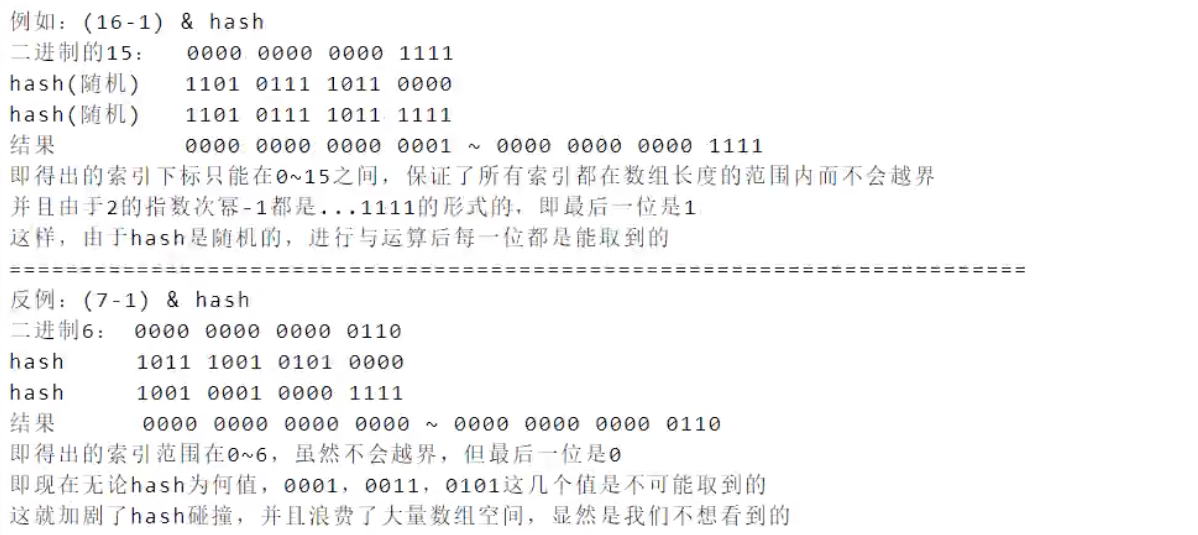 例如：(16-1) & hash
二进制的15： 0000 0000 0000 1111
hash(随机) 1101 0111 1011 0000
hash(随机) 1101 0111 1011 1111
结果 0000 0000 0000 0001 ~ 0000 0000 0000 1111
即得出的索引下标只能在0~15之间，保证了所有索引都在数组长度的范围内而不会越界
并且由于2的指数次幂-1都是...1111的形式的，即最后一位是1
这样，由于hash是随机的，进行与运算后每一位都是能取到的
=======================================================================
反例：(7-1) & hash
二进制6： 0000 0000 0000 0110
hash 1011 1001 0101 0000
hash 1001 0001 0000 1111
结果 0000 0000 0000 0000 ~ 0000 0000 0000 0110
即得出的索引范围在0~6，虽然不会越界，但最后一位是0
即现在无论hash为何值，0001，0011，0101这几个值是不可能取到的
这就加剧了hash碰撞，并且浪费了大量数组空间，显然是我们不想看到的